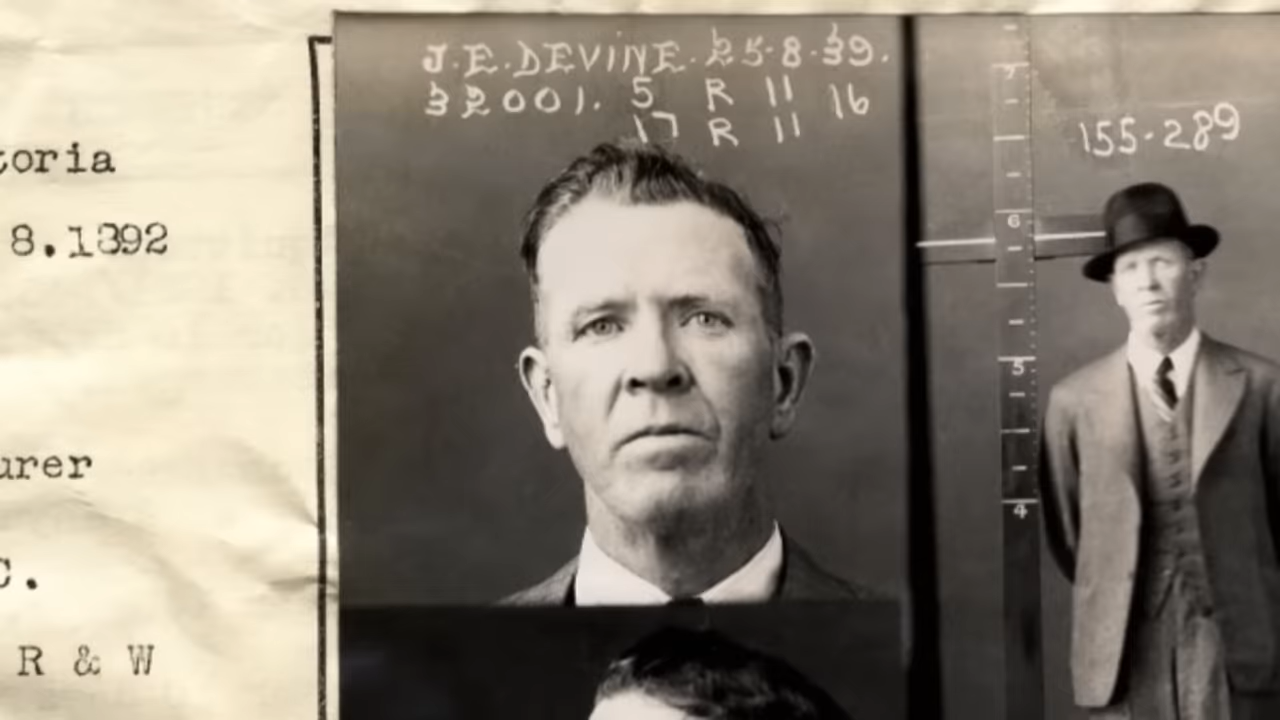 J.E.DEVINE. 25-8-39.
32001. 5 R 11 16
17 R 11
155-289
toria
8.1892
urer
C.
R & W
7
6
5
4